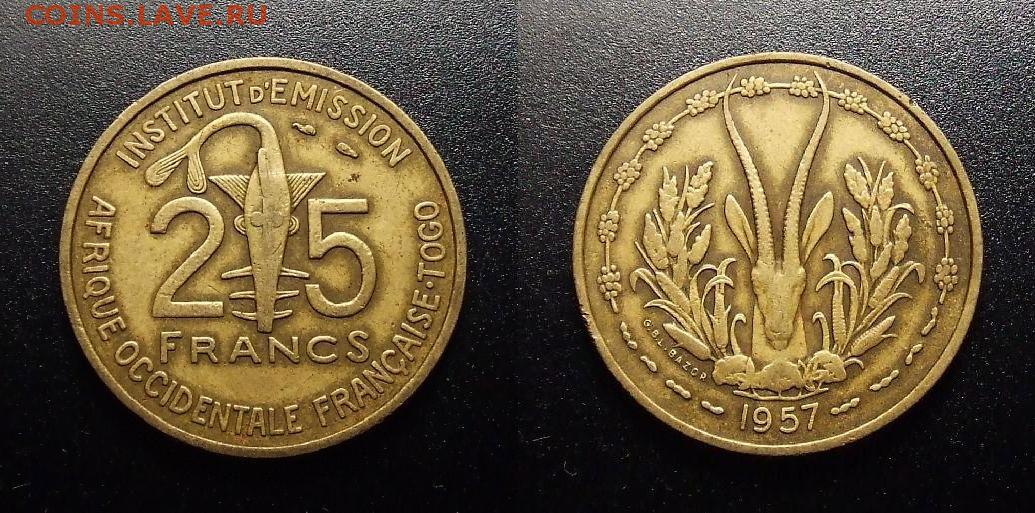 COINS.LAVE.RU
INSTITUT D'EMISSION
AFRIQUE OCCIDENTALE FRANÇAISE·TOGO
25
FRANCS
G.B.L.BAZOR
1957